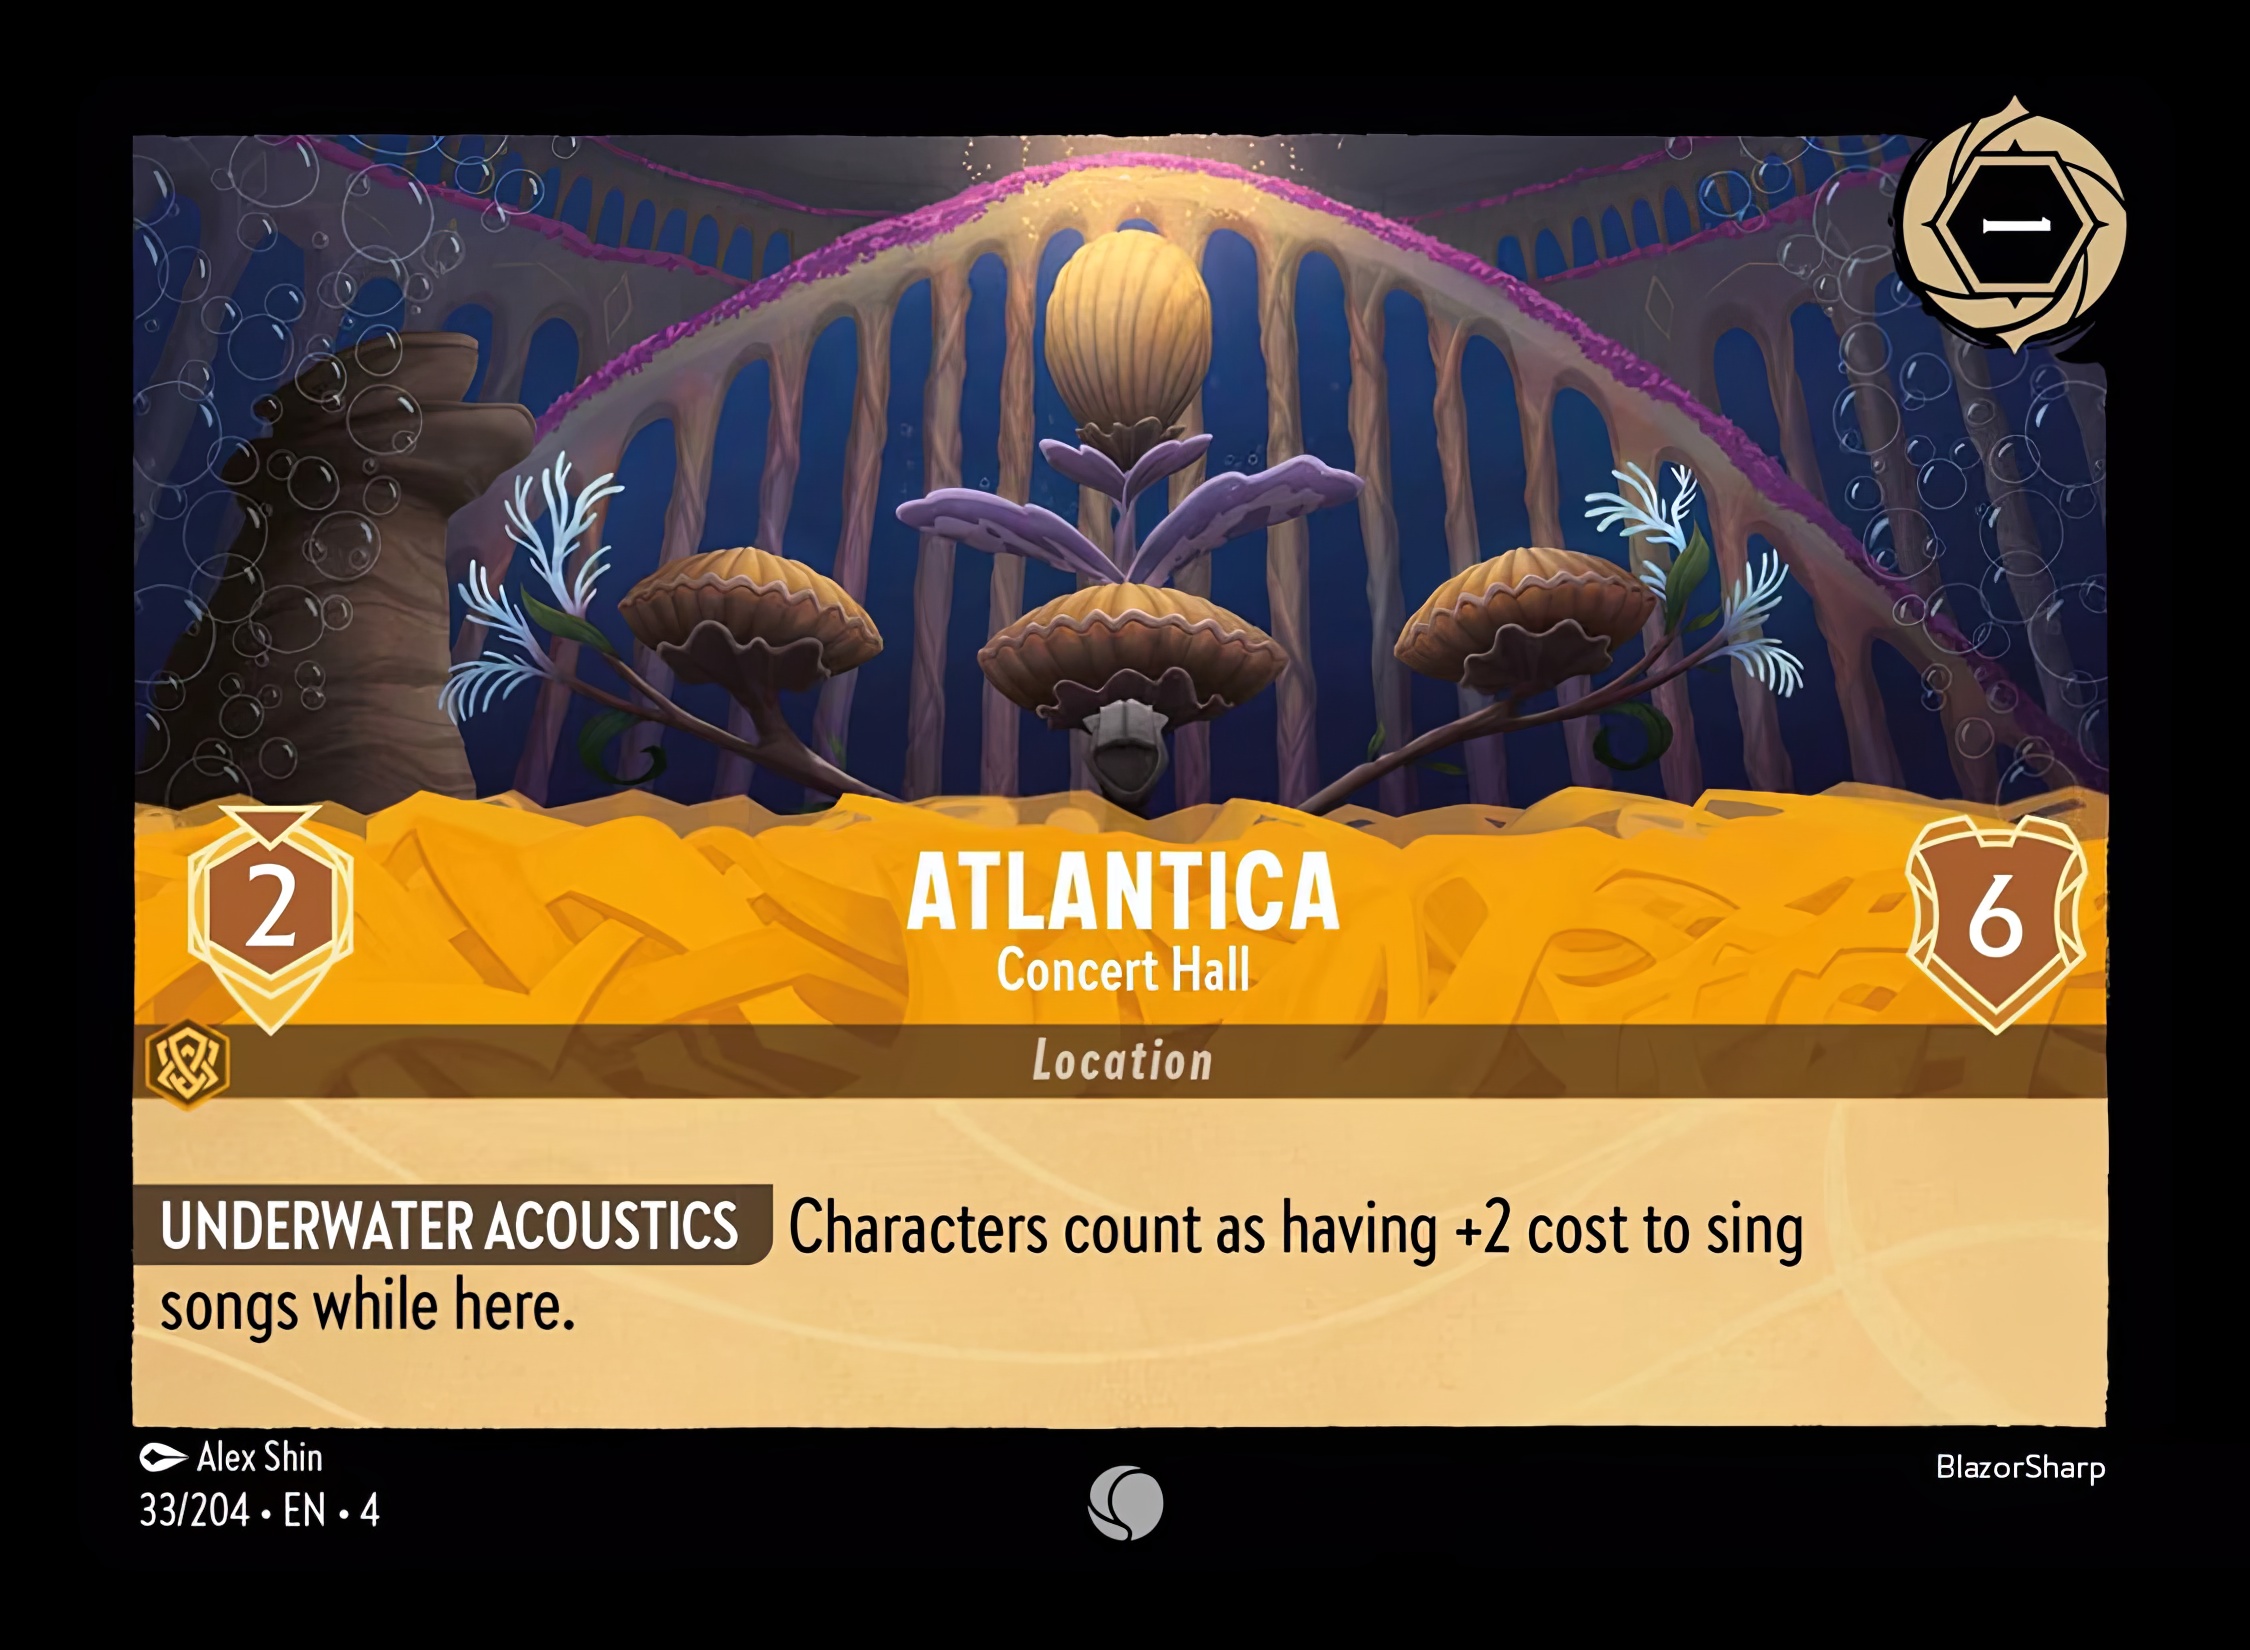 1
2
ATLANTICA
6
Concert Hall
Location
UNDERWATER ACOUSTICS Characters count as having +2 cost to sing
songs while here.
Alex Shin
BlazorSharp
33/204 • EN • 4